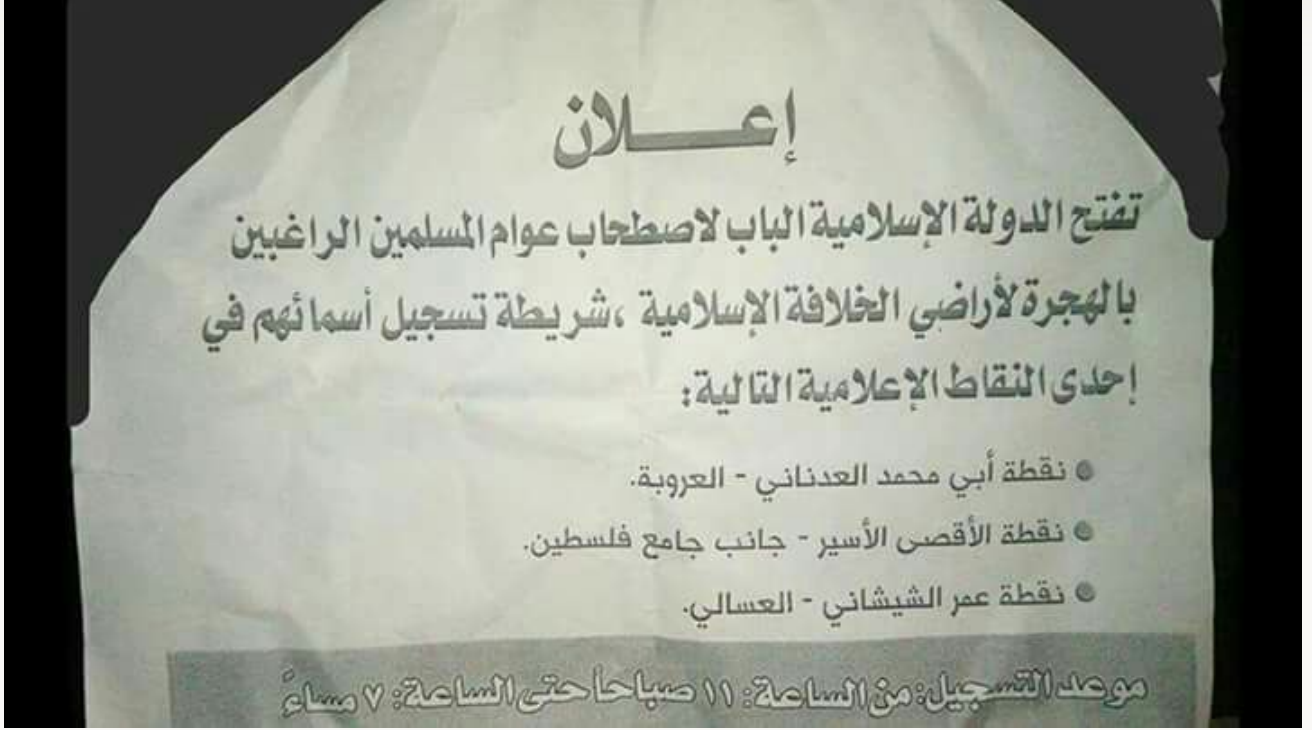 إعـــــلان
تفتح الدولة الإسلامية الباب لاصطحاب عوام المسلمين الراغبين
بالهجرة لأراضي الخلافة الإسلامية ،شريطة تسجيل أسمائهم في
إحدى النقاط الإعلامية التالية:
● نقطة أبي محمد العدناني - العروبة.
● نقطة الأقصى الأسير - جانب جامع فلسطين.
● نقطة عمر الشيشاني - العسالي.
موعد التسجيل: من الساعة: ١١ صباحاً حتى الساعة: ٧ مساءً